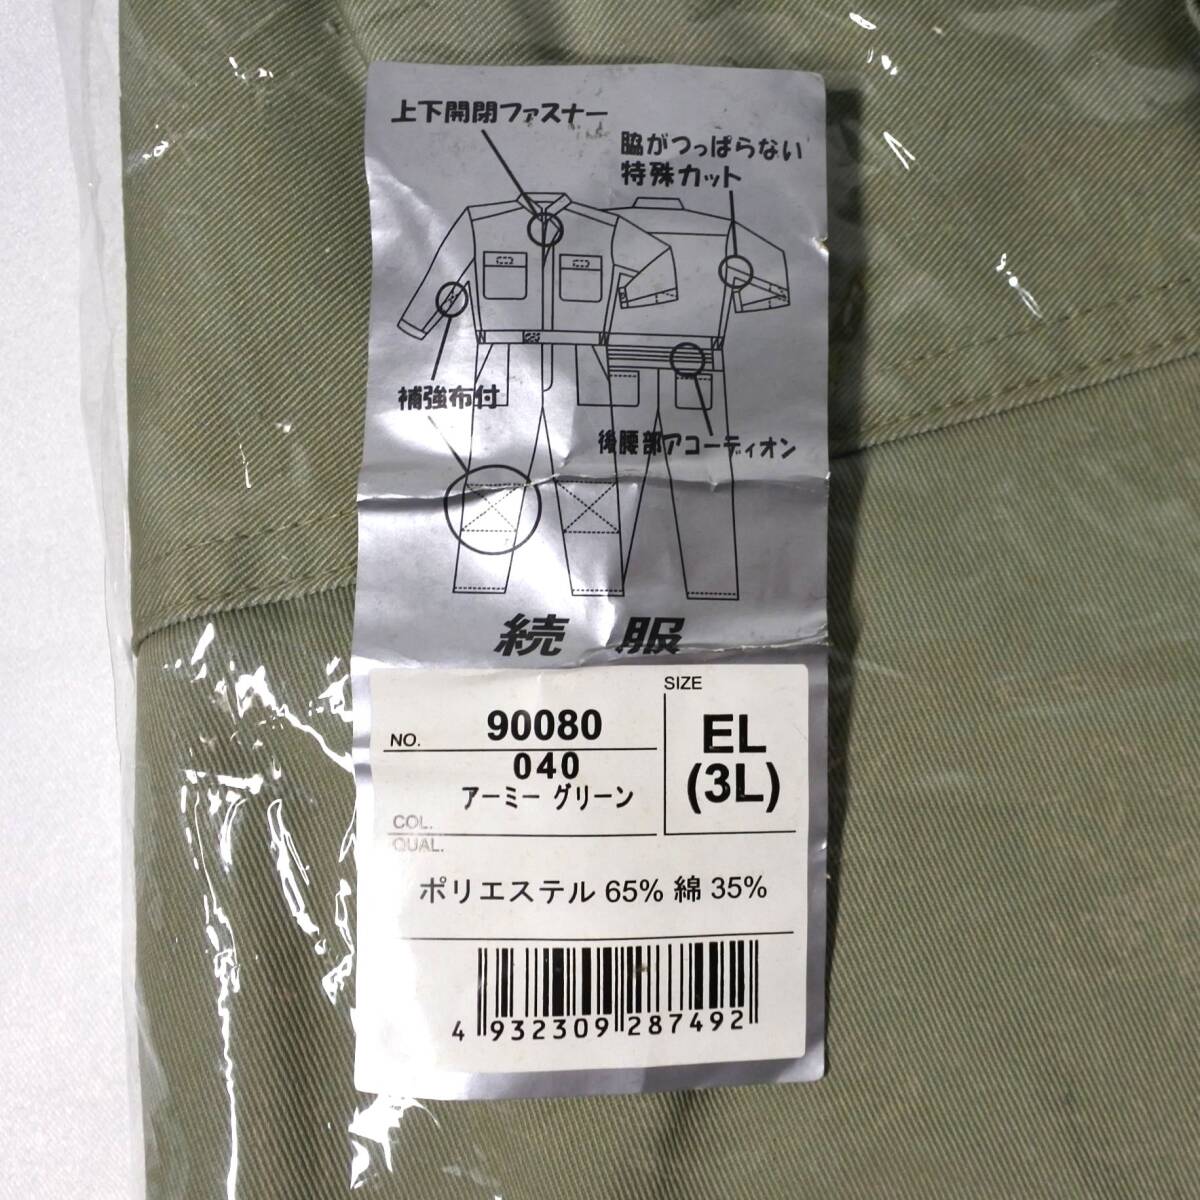 上下開閉ファスナー
脇がつっぱらない
特殊カット
補強布付
後腰部アコーディオン
続 服
SIZE
NO. 90080
EL
(3L)
040
アーミー グリーン
COL.
QUAL.
ポリエステル 65% 綿 35%
4 932309 287492